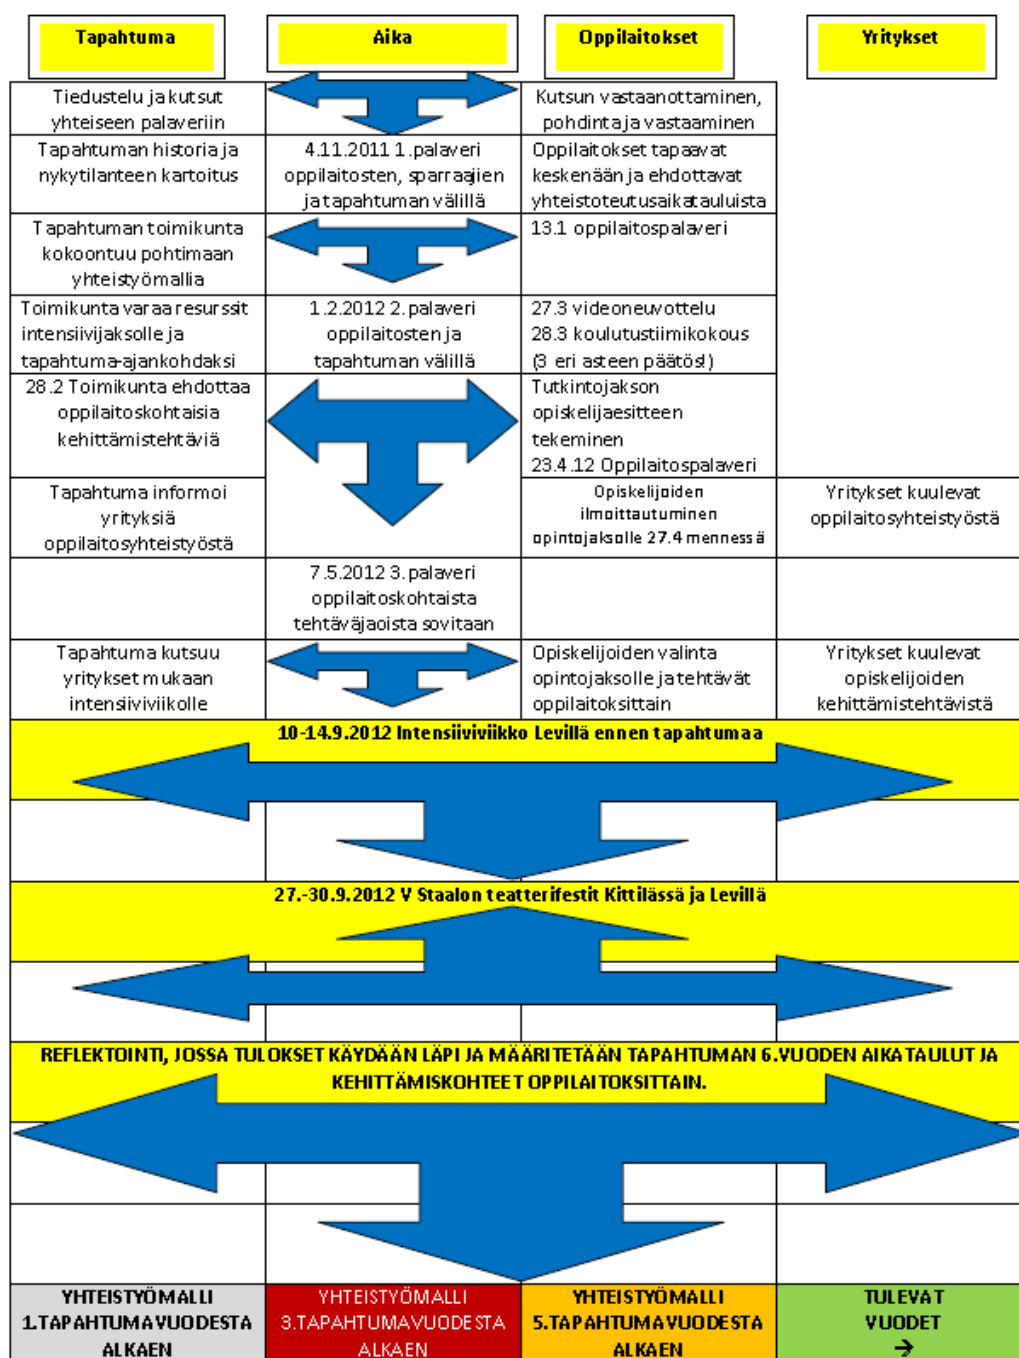 Tapahtuma
Aika
Oppilaitokset
Yritykset
Tiedustelu ja kutsut
yhteiseen palaveriin
Kutsun vastaanottaminen,
pohdinta ja vastaaminen
Tapahtuman historia ja
nykytilanteen kartoitus
4.11.2011 1.palaveri
oppilaitosten, sparraajien
ja tapahtuman välillä
Oppilaitokset tapaavat
keskenään ja ehdottavat
yhteistoteutusaikatauluista
Tapahtuman toimikunta
kokoontuu pohtimaan
yhteistyömallia
13.1 oppilaitospalaveri
Toimikunta varaa resurssit
intensiivijaksolle ja
tapahtuma-ajankohdaksi
1.2.2012 2.palaveri
oppilaitosten ja
tapahtuman välillä
27.3 videoneuvottelu
28.3 koulutustiimikokous
(3 eri asteen päätös!)
28.2 Toimikunta ehdottaa
oppilaitoskohtaisia
kehittämistehtäviä
Tutkintojakson
opiskelijaesitteen
tekeminen
23.4.12 Oppilaitospalaveri
Tapahtuma informoi
yrityksiä
oppilaitosyhteistyöstä
Opiskelijoiden
ilmoittautuminen
opintojaksolle 27.4 mennessä
Yritykset kuulevat
oppilaitosyhteistyöstä
7.5.2012 3.palaveri
oppilaitoskohtaista
tehtäväjaoista sovitaan
Tapahtuma kutsuu
yritykset mukaan
intensiiviviikolle
Opiskelijoiden valinta
opintojaksolle ja tehtävät
oppilaitoksittain
Yritykset kuulevat
opiskelijoiden
kehittämistehtävistä
10-14.9.2012 Intensiiviviikko Levillä ennen tapahtumaa
27.-30.9.2012 V Staalon teatterifestit Kittilässä ja Levillä
REFLEKTOINTI, JOSSA TULOKSET KÄYDÄÄN LÄPI JA MÄÄRITETÄÄN TAPAHTUMAN 6.VUODEN AIKATAULUT JA
KEHITTÄMISKOHTEET OPPILAITOKSITTAIN.
YHTEISTYÖMALLI
1.TAPAHTUMAVUODESTA
ALKAEN
YHTEISTYÖMALLI
3.TAPAHTUMAVUODESTA
ALKAEN
YHTEISTYÖMALLI
5.TAPAHTUMAVUODESTA
ALKAEN
TULEVAT
VUODET
→